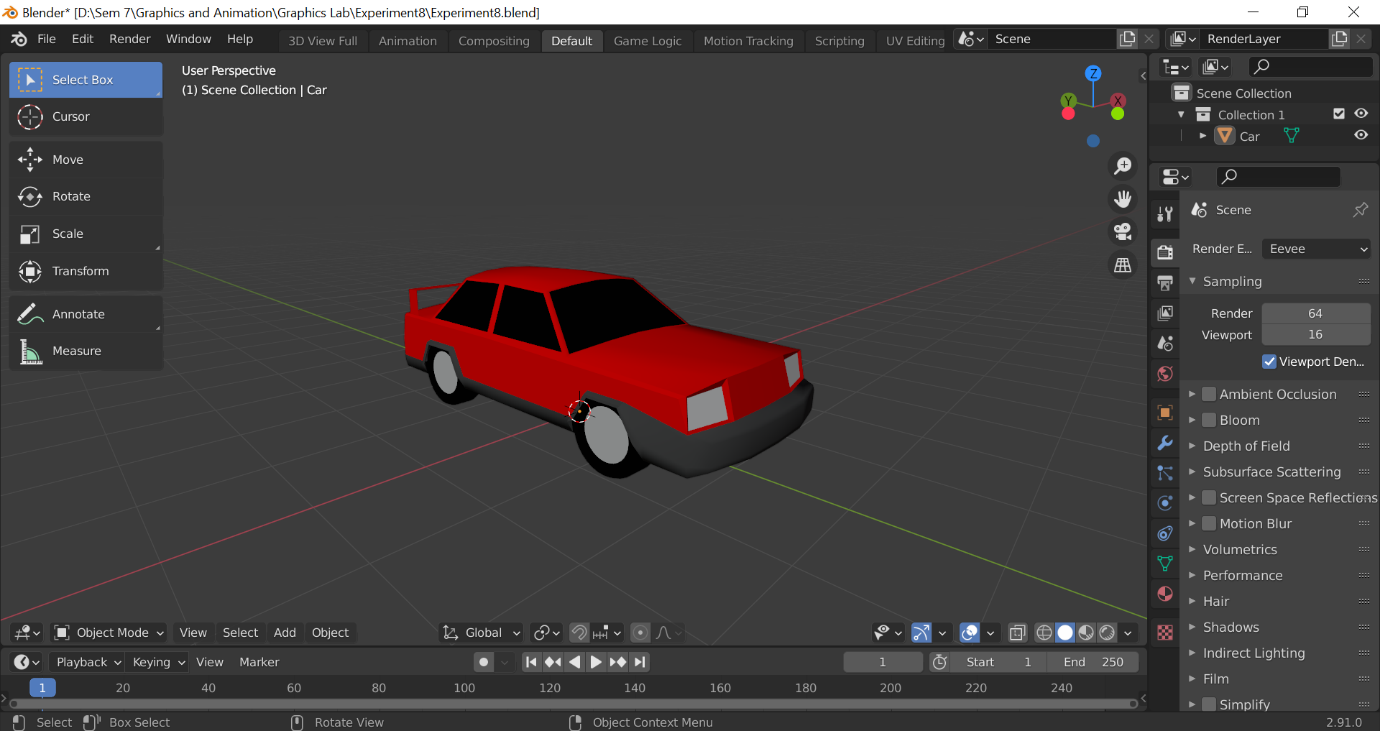 Blender* [D:\Sem 7\Graphics and Animation\Graphics Lab\Experiment8\Experiment8.blend]
File Edit Render Window Help 3D View Full Animation Compositing Default Game Logic Motion Tracking Scripting UV Editing Scene RenderLayer
Select Box
Cursor
Move
Rotate
Scale
Transform
Annotate
Measure
User Perspective
(1) Scene Collection | Car
Z
Y X
Scene Collection
Collection 1
Car
Scene
Render E... Eevee
Sampling
Render 64
Viewport 16
Viewport Den...
Ambient Occlusion
Bloom
Depth of Field
Subsurface Scattering
Screen Space Reflections
Motion Blur
Volumetrics
Performance
Hair
Shadows
Indirect Lighting
Film
Simplify
Object Mode View Select Add Object Global
Playback Keying View Marker 1 Start 1 End 250
1 20 40 60 80 100 120 140 160 180 200 220 240
Select Box Select Rotate View Object Context Menu 2.91.0